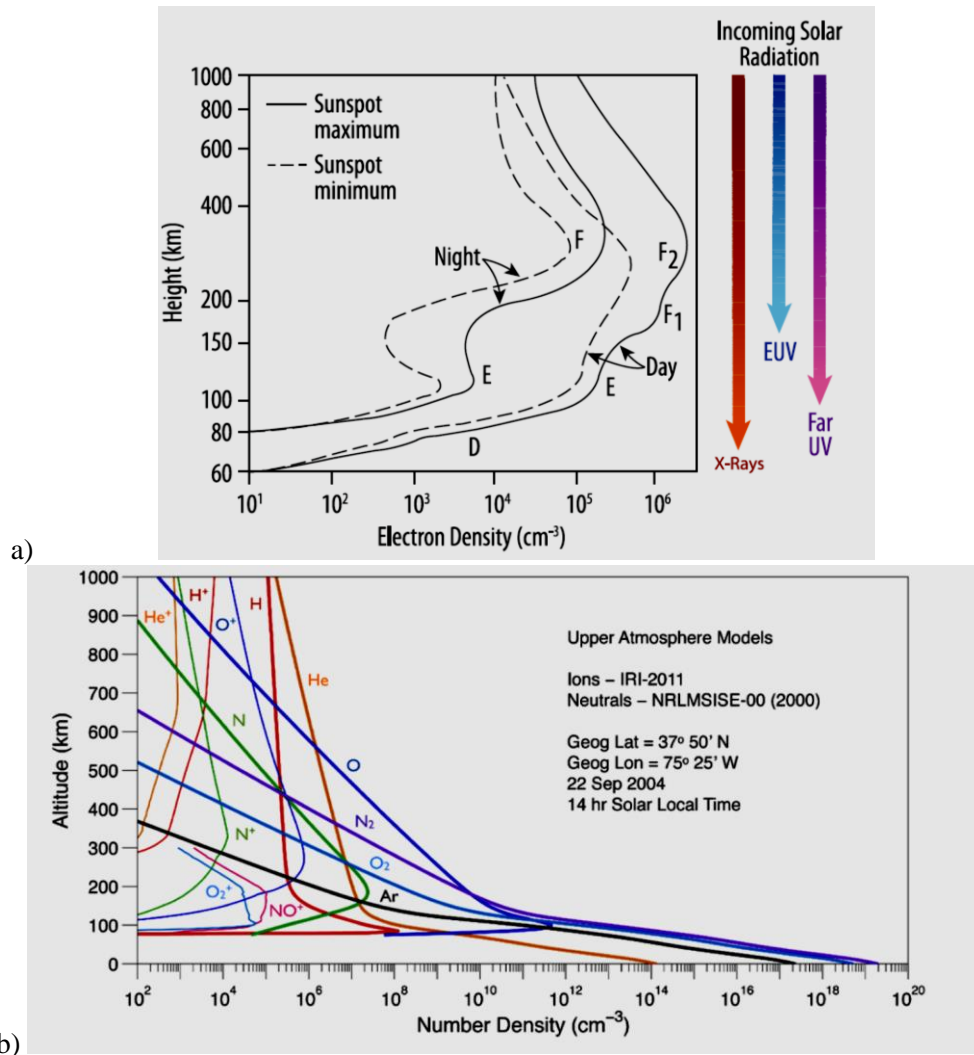 Incoming Solar
Radiation
1000
800
600
400
200
150
100
80
60
Height (km)
Sunspot
maximum
Sunspot
minimum
Night
F
F2
F1
E
E
Day
D
EUV
Far
UV
X-Rays
10¹ 10² 10³ 10⁴ 10⁵ 10⁶
Electron Density (cm⁻³)
a)
1000
900
800
700
600
500
400
300
200
100
0
Altitude (km)
He⁺
H⁺
O⁺
H
He
N
O
N₂
N⁺
O₂
O₂⁺
NO⁺
Ar
Upper Atmosphere Models
Ions – IRI-2011
Neutrals – NRLMSISE-00 (2000)
Geog Lat = 37º 50' N
Geog Lon = 75º 25' W
22 Sep 2004
14 hr Solar Local Time
10² 10⁴ 10⁶ 10⁸ 10¹⁰ 10¹² 10¹⁴ 10¹⁶ 10¹⁸ 10²⁰
Number Density (cm⁻³)
b)